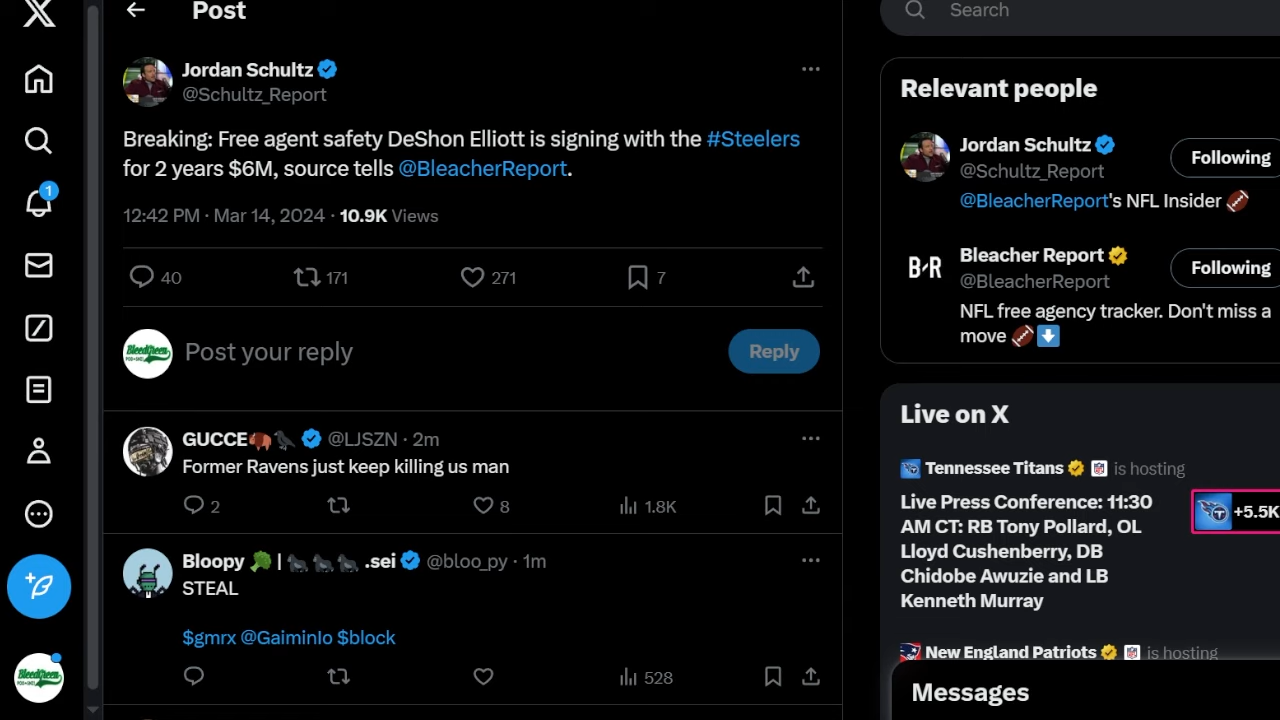 Post
Search
Jordan Schultz
@Schultz_Report
Breaking: Free agent safety DeShon Elliott is signing with the #Steelers
for 2 years $6M, source tells @BleacherReport.
12:42 PM · Mar 14, 2024 · 10.9K Views
40 171 271 7
Post your reply
Reply
GUCCE @LJSZN · 2m
Former Ravens just keep killing us man
2 8 1.8K
Bloopy | .sei @bloo_py · 1m
STEAL
$gmrx @GaiminIo $block
528
Relevant people
Jordan Schultz
@Schultz_Report
Following
@BleacherReport's NFL Insider
B/R
Bleacher Report
@BleacherReport
Following
NFL free agency tracker. Don't miss a
move
Live on X
Tennessee Titans is hosting
Live Press Conference: 11:30
AM CT: RB Tony Pollard, OL
Lloyd Cushenberry, DB
Chidobe Awuzie and LB
Kenneth Murray
+5.5K
New England Patriots is hosting
Messages
1
BleedGreen
BleedGreen